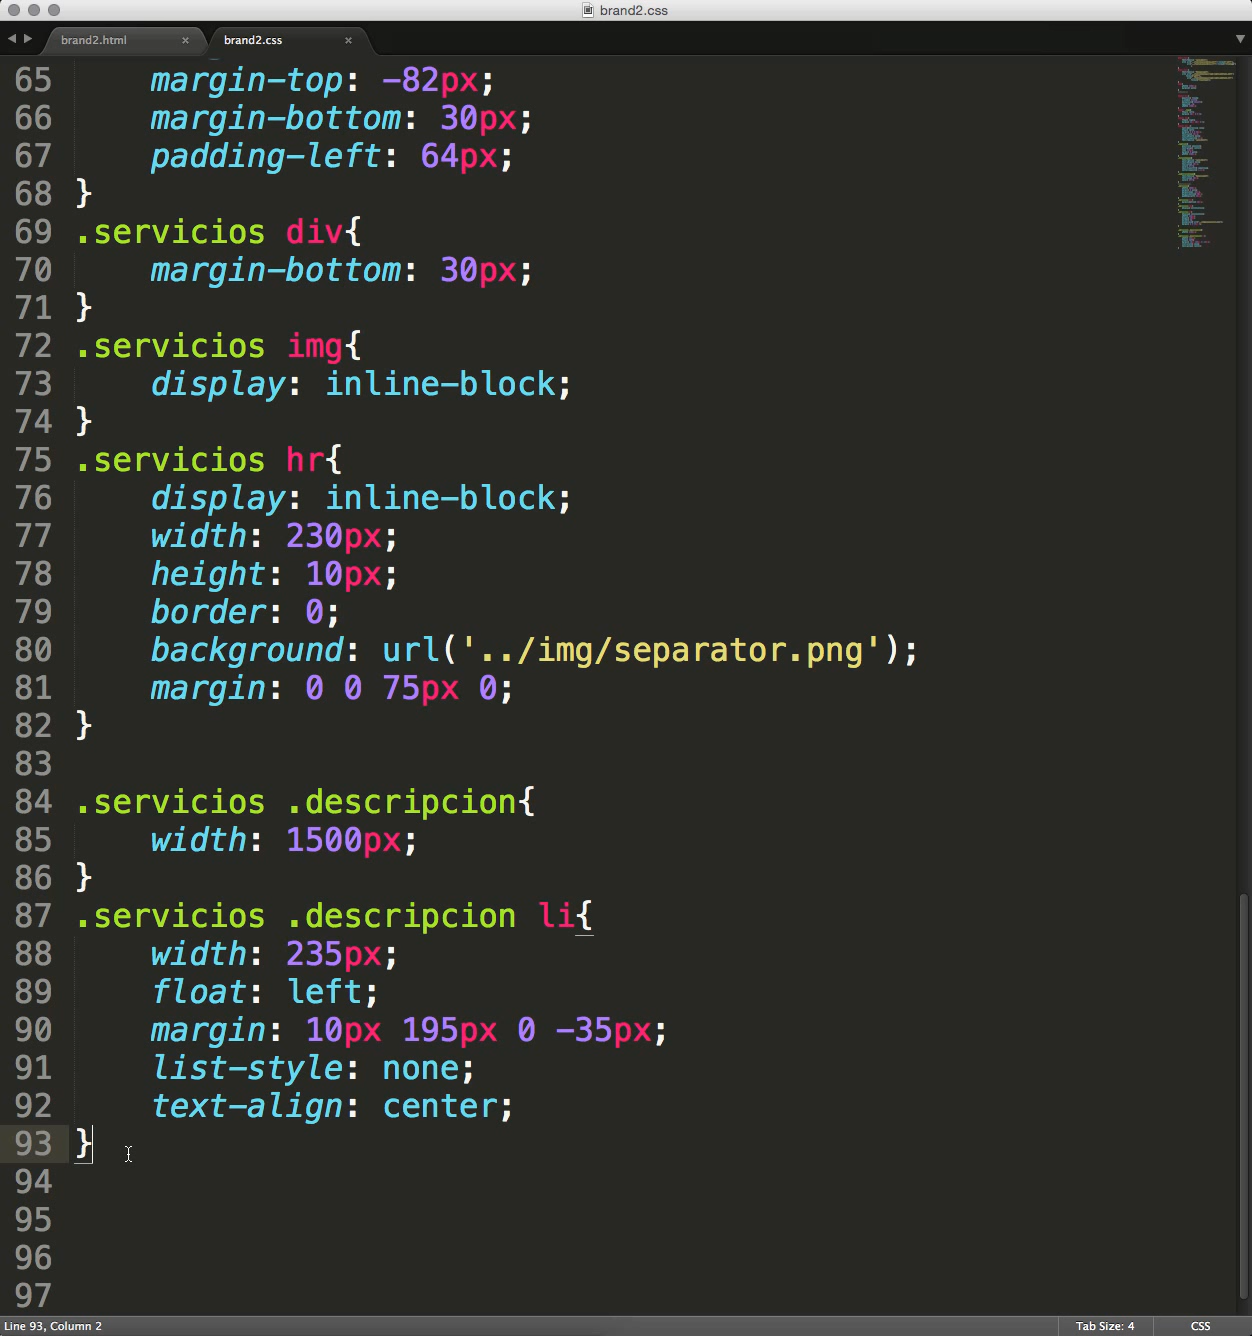 brand2.css
brand2.html × brand2.css ×
65 margin-top: -82px;
66 margin-bottom: 30px;
67 padding-left: 64px;
68 }
69 .servicios div{
70 margin-bottom: 30px;
71 }
72 .servicios img{
73 display: inline-block;
74 }
75 .servicios hr{
76 display: inline-block;
77 width: 230px;
78 height: 10px;
79 border: 0;
80 background: url('../img/separator.png');
81 margin: 0 0 75px 0;
82 }
83
84 .servicios .descripcion{
85 width: 1500px;
86 }
87 .servicios .descripcion li{
88 width: 235px;
89 float: left;
90 margin: 10px 195px 0 -35px;
91 list-style: none;
92 text-align: center;
93 }
94
95
96
97
Line 93, Column 2 Tab Size: 4 CSS